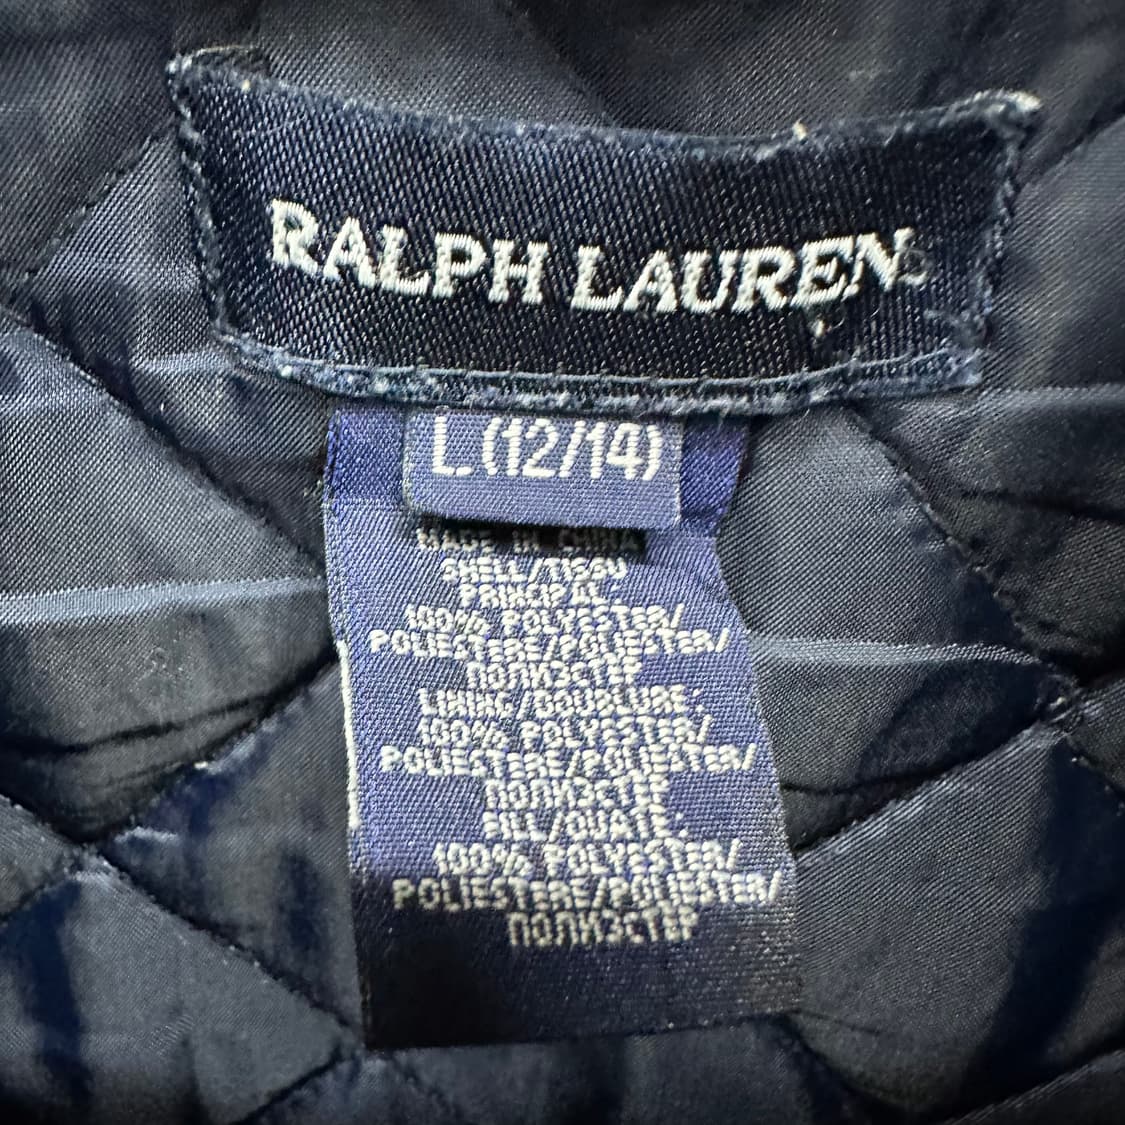 RALPH LAUREN
L (12/14)
MADE IN CHINA
SHELL/TISSU
PRINCIPAL
100% POLYESTER/
POLIESTERE/POLIESTER/
ПОЛИЭСТЕР
LINING/DOUBLURE:
100% POLYESTER/
POLIESTERE/POLIESTER/
ПОЛИЭСТЕР
FILL/OUATE:
100% POLYESTER/
POLIESTERE/POLIESTER/
ПОЛИЭСТЕР